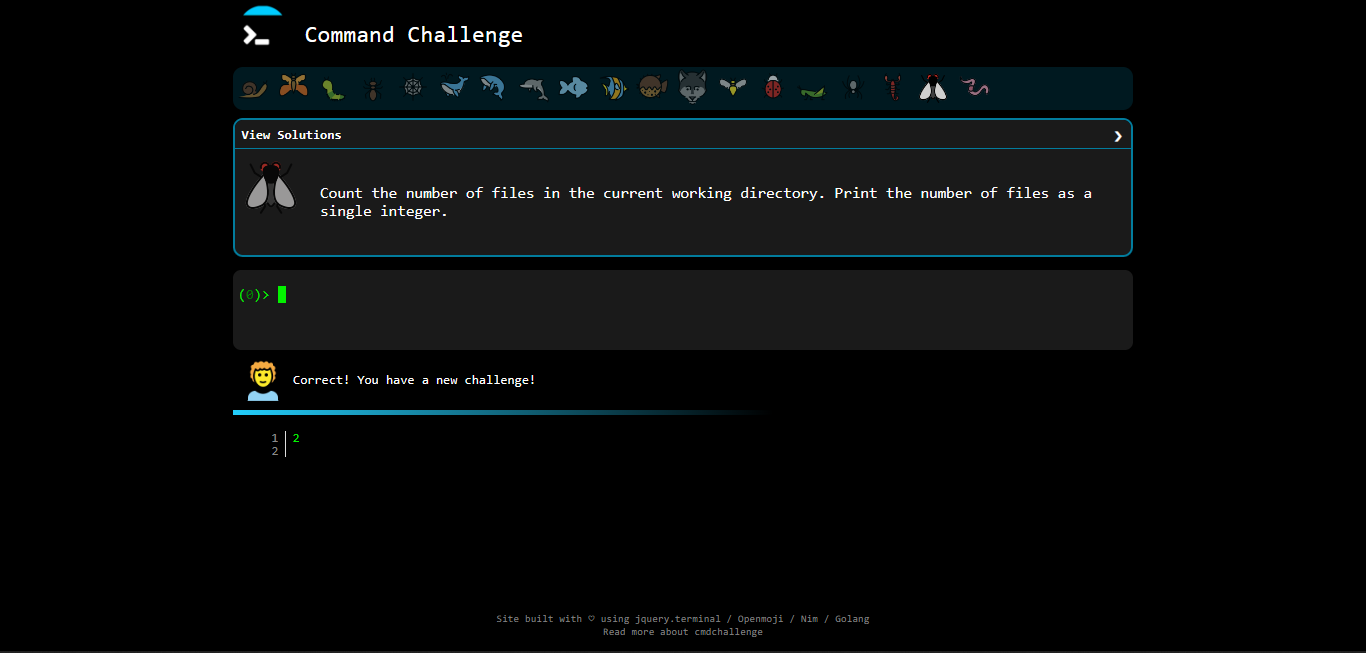 Command Challenge
View Solutions
Count the number of files in the current working directory. Print the number of files as a
single integer.
(0)>
Correct! You have a new challenge!
1 2
2
Site built with ♡ using jquery.terminal / Openmoji / Nim / Golang
Read more about cmdchallenge